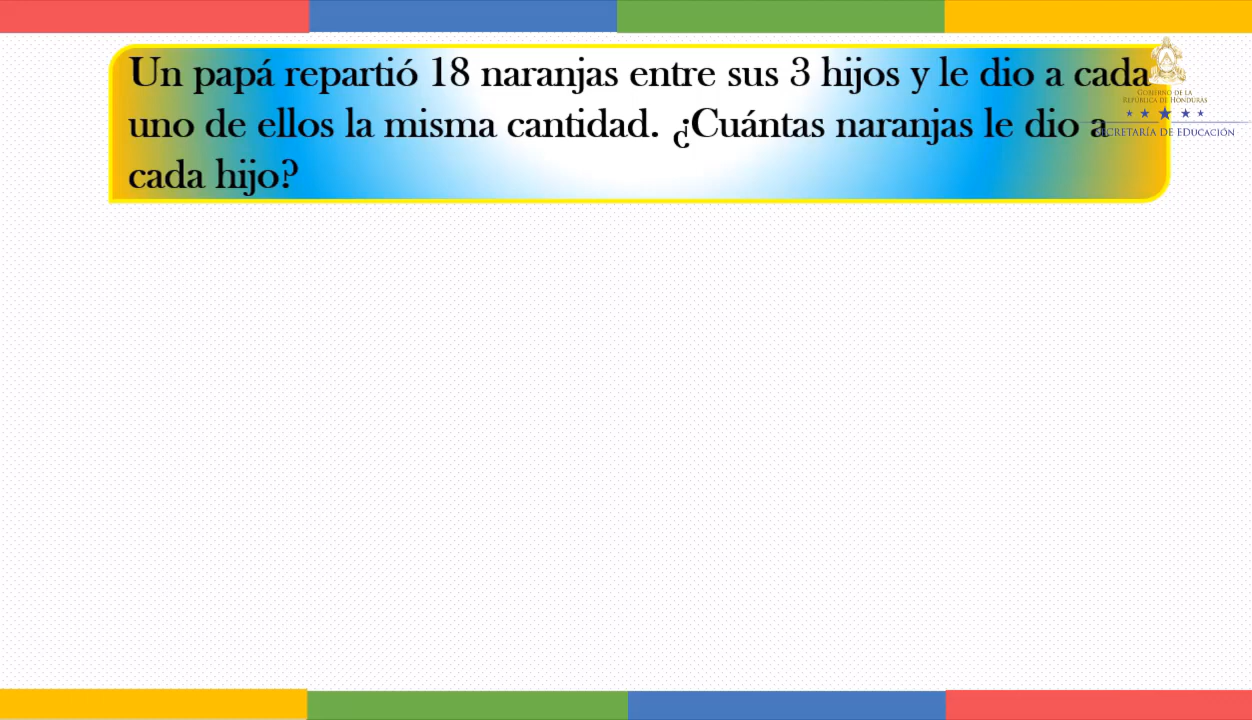 Un papá repartió 18 naranjas entre sus 3 hijos y le dio a cada
uno de ellos la misma cantidad. ¿Cuántas naranjas le dio a
cada hijo?
GOBIERNO DE LA
REPÚBLICA DE HONDURAS
SECRETARÍA DE EDUCACIÓN